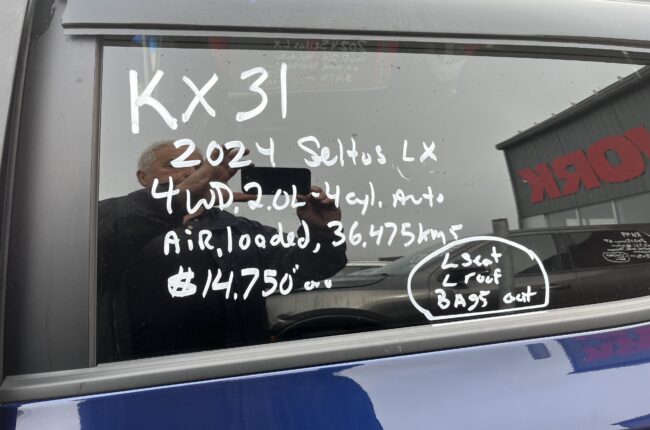 KX31
2024 Seltos LX
4WD, 2.0L-4cyl, Auto
AiR, loaded, 36,475kms
$14,750"
L Seat
L roof
BAgs out
ORK